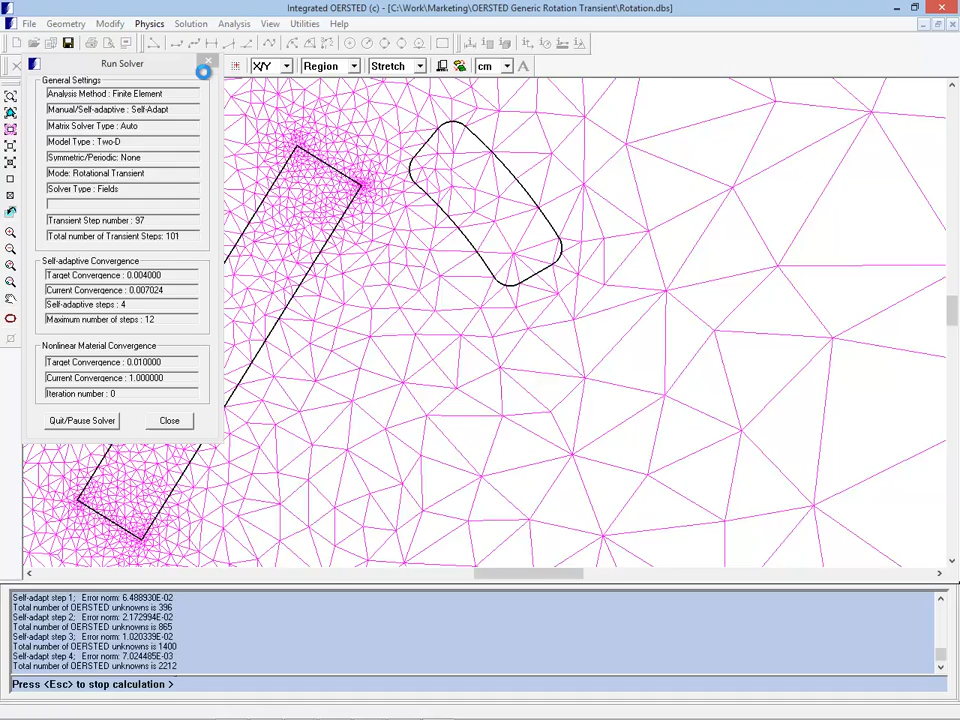 Integrated OERSTED (c) - [C:\Work\Marketing\OERSTED Generic Rotation Transient\Rotation.dbs]
File Geometry Modify Physics Solution Analysis View Utilities Help
Run Solver
X/Y Region Stretch cm
General Settings
Analysis Method : Finite Element
Manual/Self-adaptive : Self-Adapt
Matrix Solver Type : Auto
Model Type : Two-D
Symmetric/Periodic: None
Mode: Rotational Transient
Solver Type : Fields
Transient Step number : 97
Total number of Transient Steps: 101
Self-adaptive Convergence
Target Convergence : 0.004000
Current Convergence : 0.007024
Self-adaptive steps : 4
Maximum number of steps : 12
Nonlinear Material Convergence
Target Convergence : 0.010000
Current Convergence : 1.000000
Iteration number : 0
Quit/Pause Solver Close
Self-adapt step 1;  Error norm: 6.488930E-02
Total number of OERSTED unknowns is 396
Self-adapt step 2;  Error norm: 2.172994E-02
Total number of OERSTED unknowns is 865
Self-adapt step 3;  Error norm: 1.020339E-02
Total number of OERSTED unknowns is 1400
Self-adapt step 4;  Error norm: 7.024485E-03
Total number of OERSTED unknowns is 2212
Press <Esc> to stop calculation >